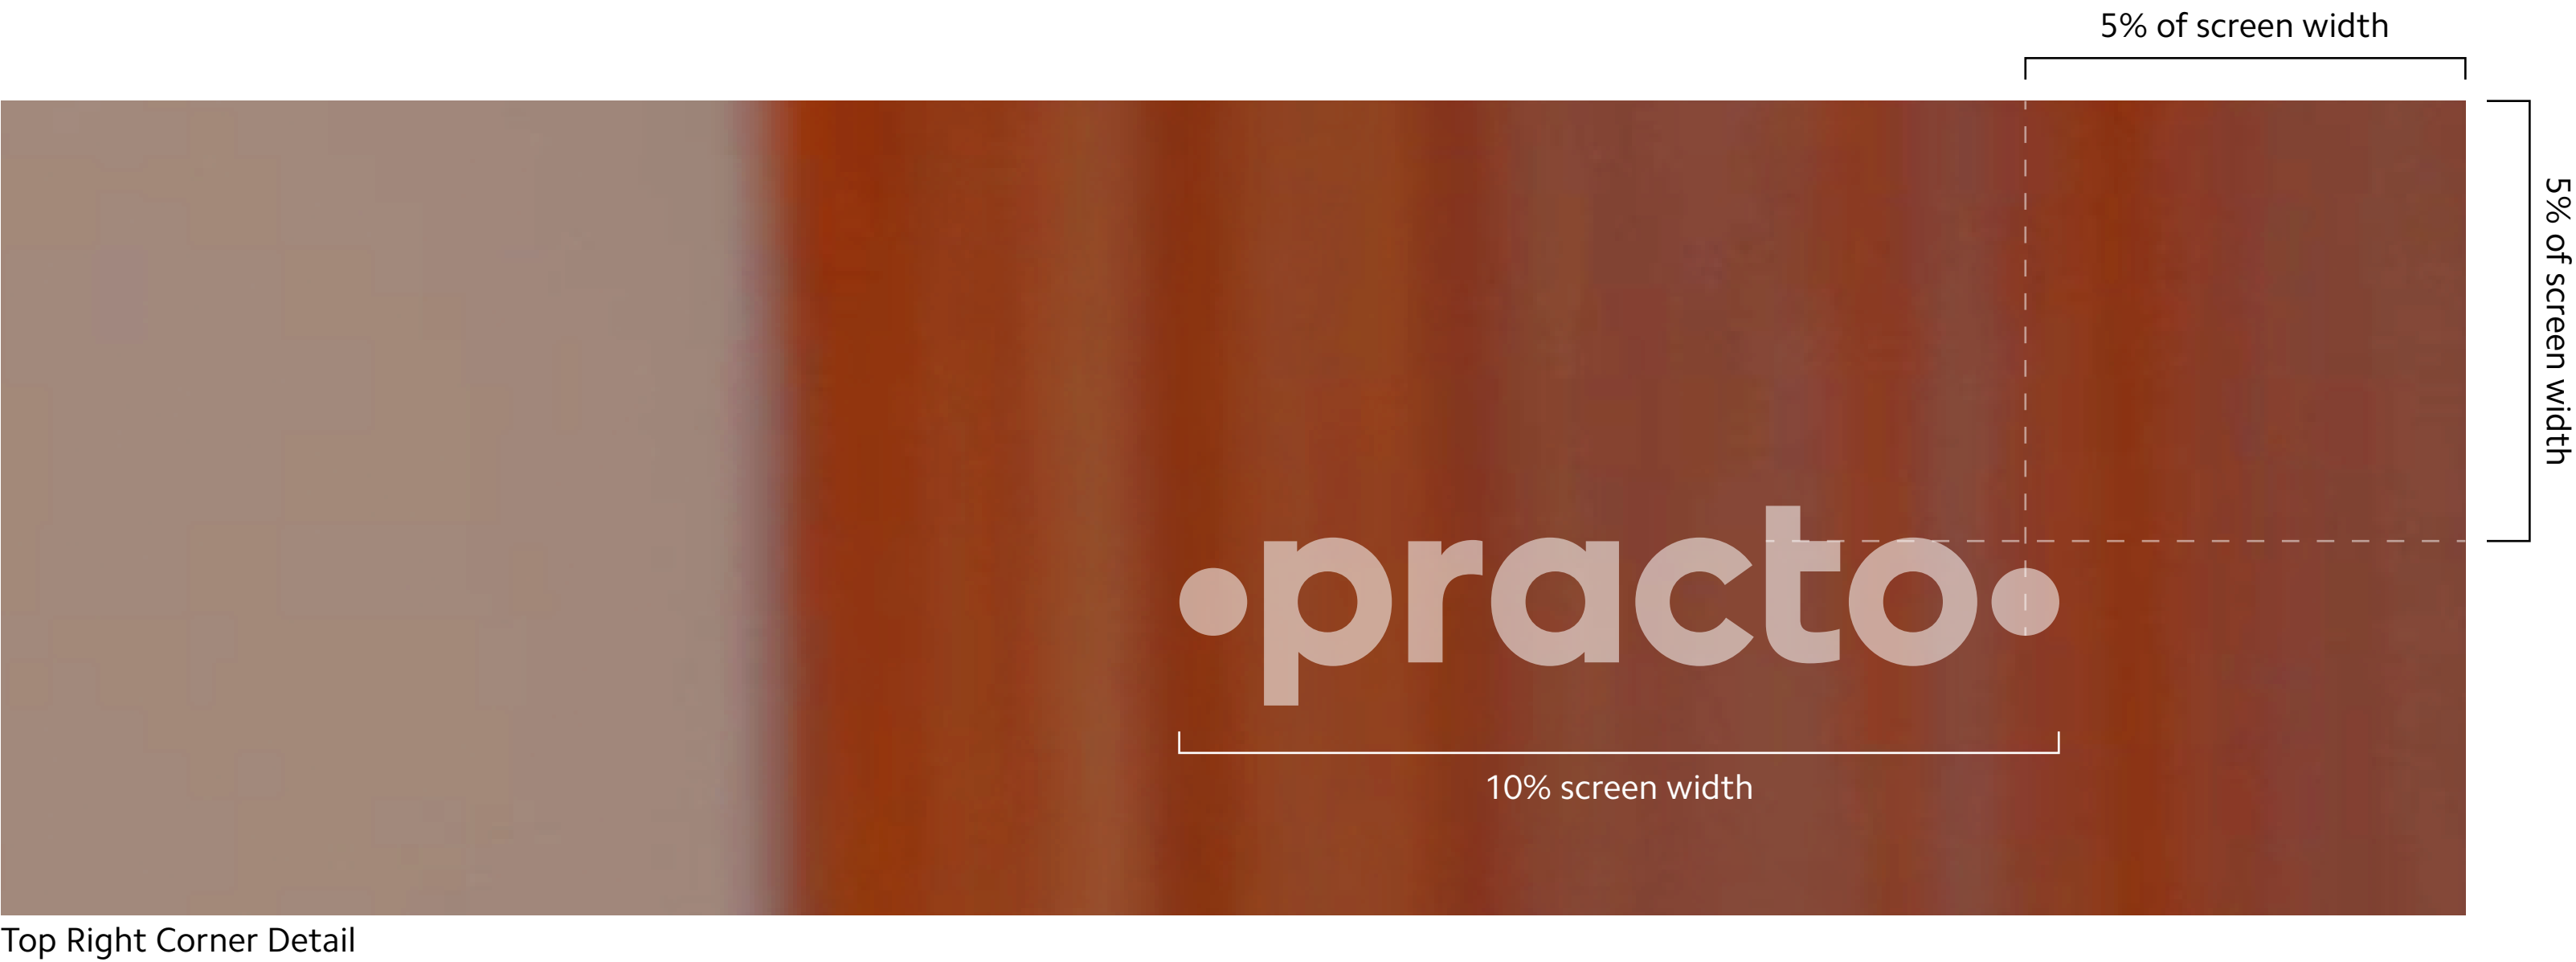 5% of screen width
5% of screen width
practo
10% screen width
Top Right Corner Detail